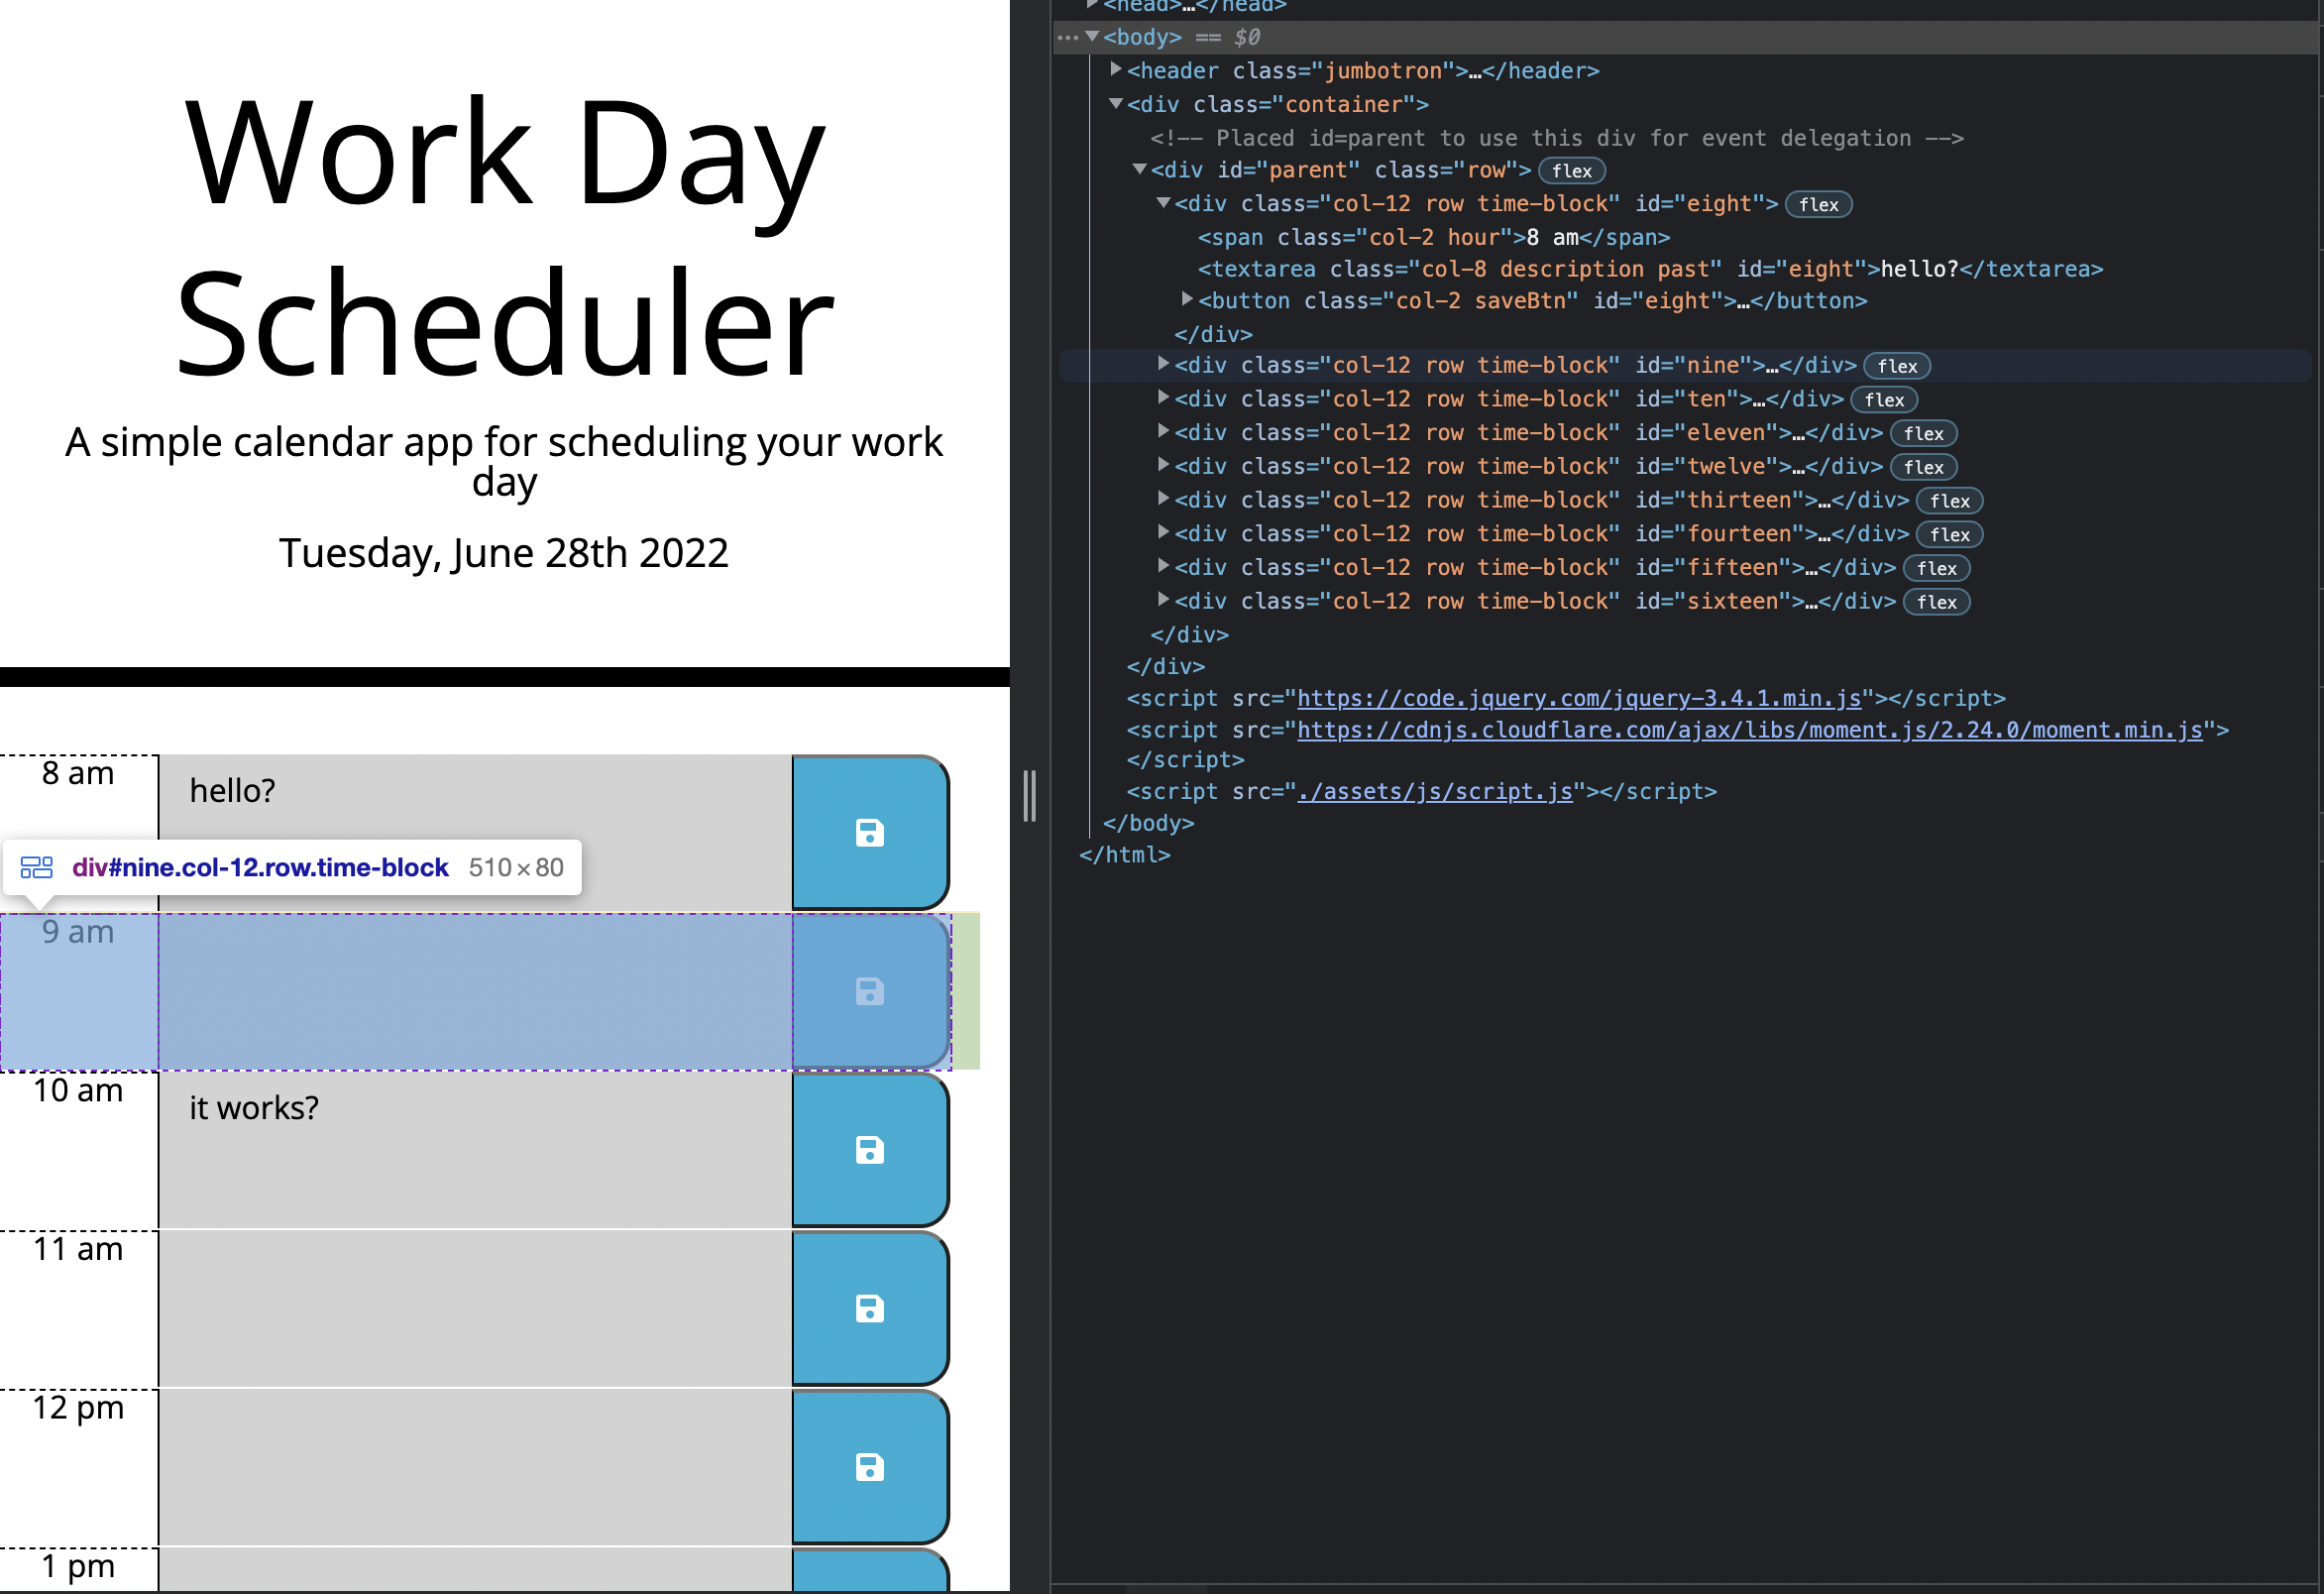 Work Day
Scheduler
A simple calendar app for scheduling your work
day
Tuesday, June 28th 2022
8 am
hello?
div#nine.col-12.row.time-block 510×80
9 am
10 am
it works?
11 am
12 pm
1 pm
<head>…</head>
<body> == $0
<header class="jumbotron">…</header>
<div class="container">
<!-- Placed id=parent to use this div for event delegation -->
<div id="parent" class="row"> flex
<div class="col-12 row time-block" id="eight"> flex
<span class="col-2 hour">8 am</span>
<textarea class="col-8 description past" id="eight">hello?</textarea>
<button class="col-2 saveBtn" id="eight">…</button>
</div>
<div class="col-12 row time-block" id="nine">…</div> flex
<div class="col-12 row time-block" id="ten">…</div> flex
<div class="col-12 row time-block" id="eleven">…</div> flex
<div class="col-12 row time-block" id="twelve">…</div> flex
<div class="col-12 row time-block" id="thirteen">…</div> flex
<div class="col-12 row time-block" id="fourteen">…</div> flex
<div class="col-12 row time-block" id="fifteen">…</div> flex
<div class="col-12 row time-block" id="sixteen">…</div> flex
</div>
</div>
<script src="https://code.jquery.com/jquery-3.4.1.min.js"></script>
<script src="https://cdnjs.cloudflare.com/ajax/libs/moment.js/2.24.0/moment.min.js">
</script>
<script src="./assets/js/script.js"></script>
</body>
</html>